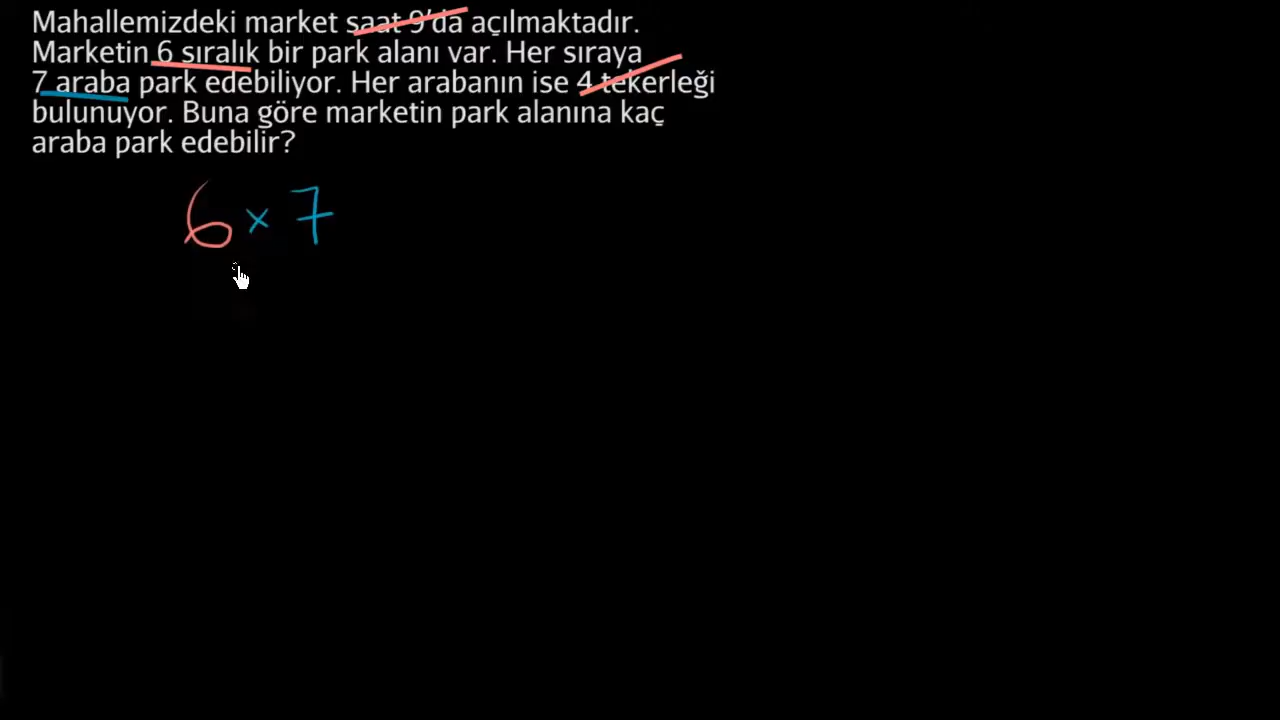 Mahallemizdeki market saat 9'da açılmaktadır.
Marketin 6 sıralık bir park alanı var. Her sıraya
7 araba park edebiliyor. Her arabanın ise 4 tekerleği
bulunuyor. Buna göre marketin park alanına kaç
araba park edebilir?
6 × 7